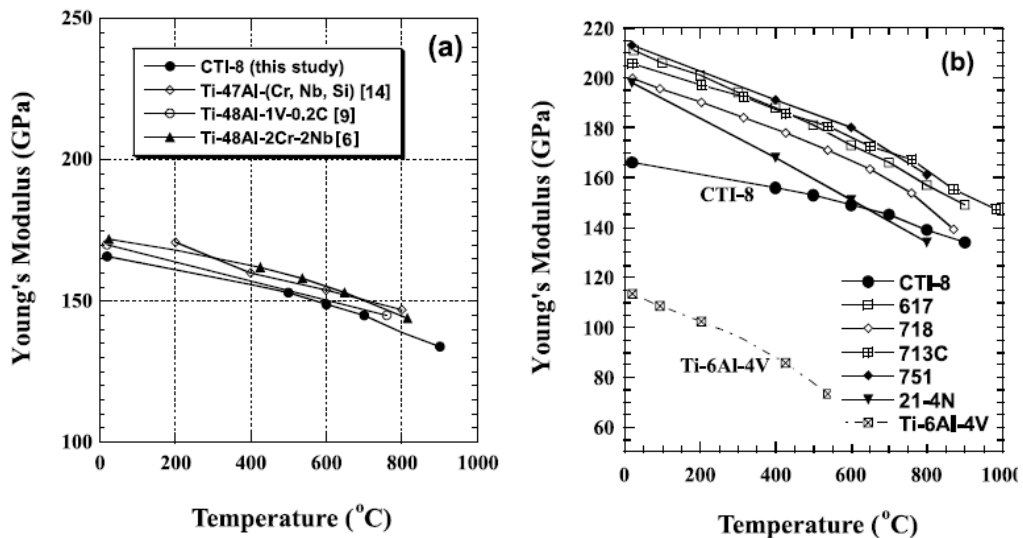 (a)
CTI-8 (this study)
Ti-47Al-(Cr, Nb, Si) [14]
Ti-48Al-1V-0.2C [9]
Ti-48Al-2Cr-2Nb[6]
Young's Modulus (GPa)
250
200
150
100
0 200 400 600 800 1000
Temperature (°C)
(b)
Young's Modulus (GPa)
220
200
180
160
140
120
100
80
60
CTI-8
Ti-6Al-4V
CTI-8
617
718
713C
751
21-4N
Ti-6Al-4V
0 200 400 600 800 1000
Temperature (°C)